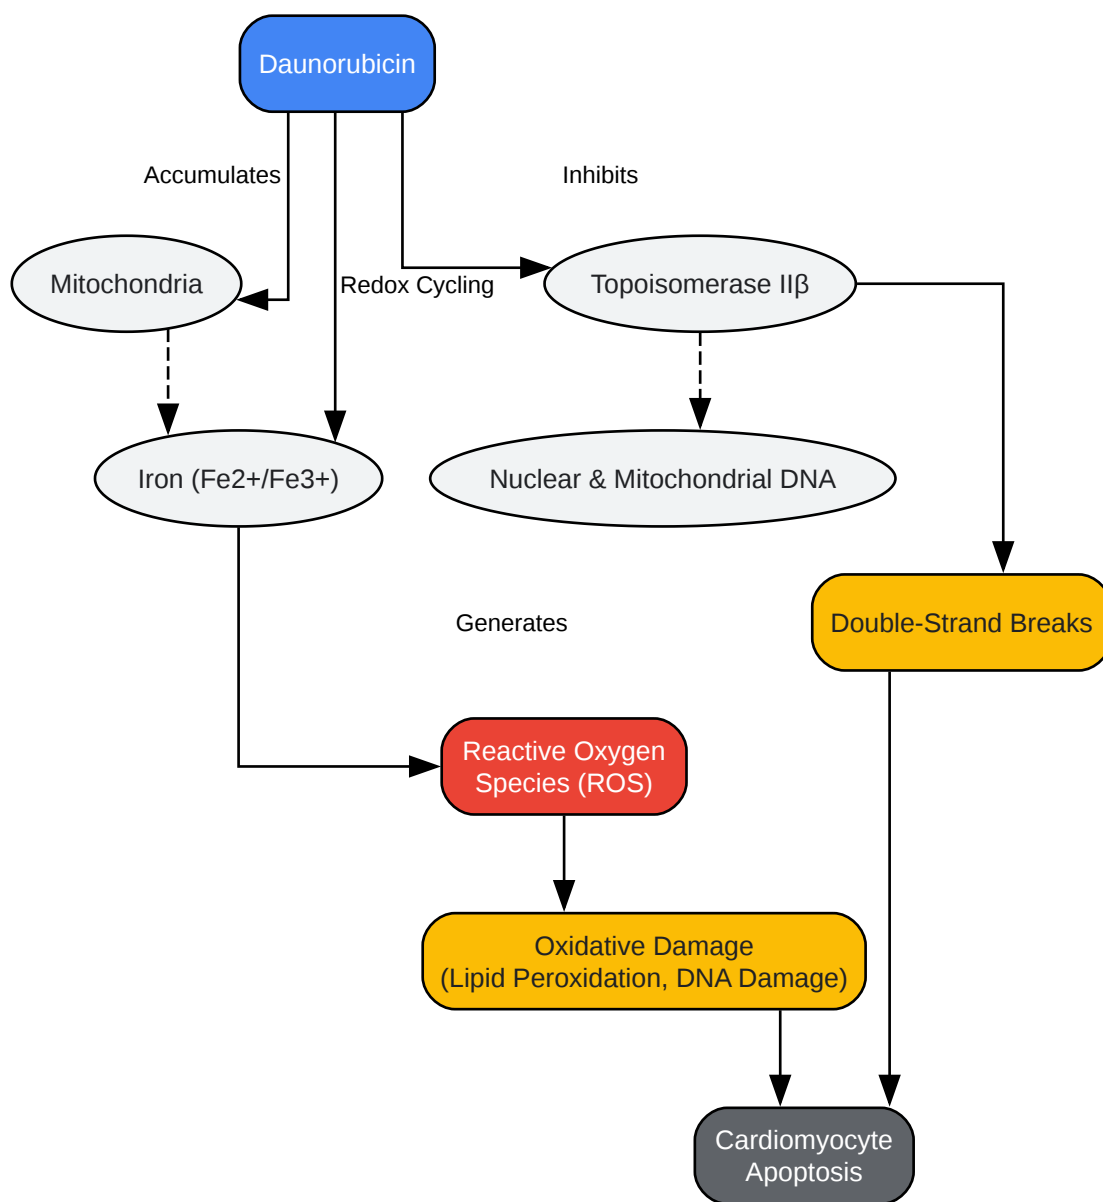 Daunorubicin
Accumulates
Inhibits
Mitochondria
Redox Cycling
Topoisomerase IIβ
Iron (Fe2+/Fe3+)
Nuclear & Mitochondrial DNA
Generates
Double-Strand Breaks
Reactive Oxygen
Species (ROS)
Oxidative Damage
(Lipid Peroxidation, DNA Damage)
Cardiomyocyte
Apoptosis